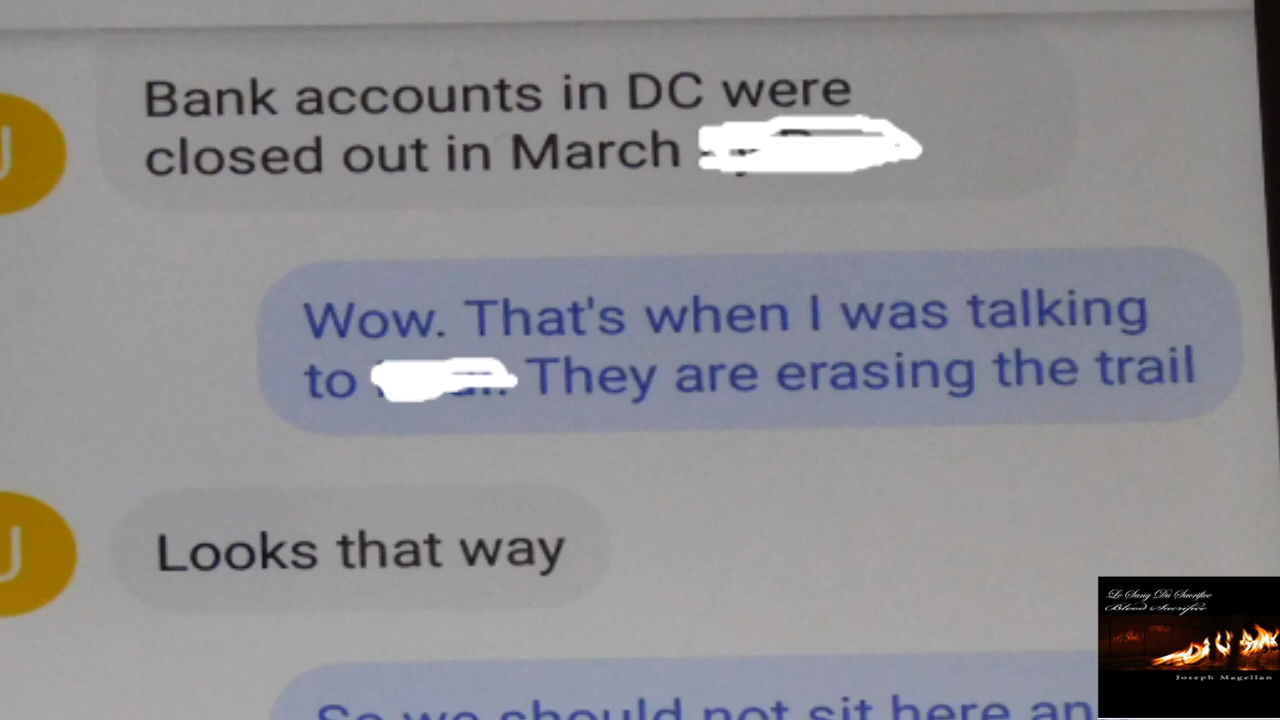 Bank accounts in DC were
closed out in March
Wow. That's when I was talking
to They are erasing the trail
J
Looks that way
So we should not sit here an
Le Sang Du Sacrifice
Blood Sacrifice
Joseph Magellan